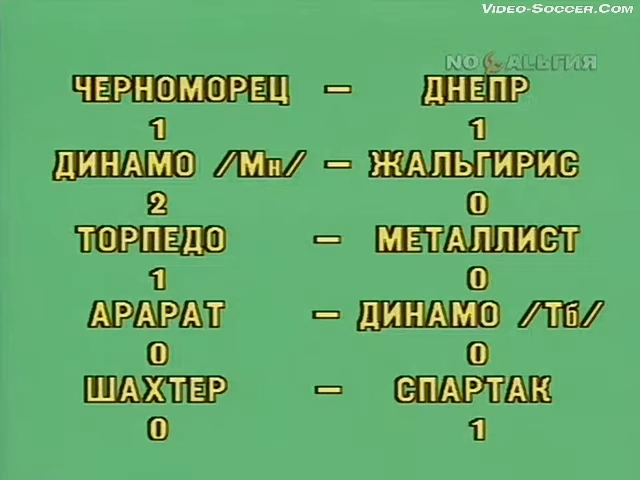 Video-Soccer.Com
NOСАЛЬГИЯ
ЧЕРНОМОРЕЦ – ДНЕПР
1 1
ДИНАМО /Мн/ – ЖАЛЬГИРИС
2 0
ТОРПЕДО – МЕТАЛЛИСТ
1 0
АРАРАТ – ДИНАМО /Тб/
0 0
ШАХТЕР – СПАРТАК
0 1